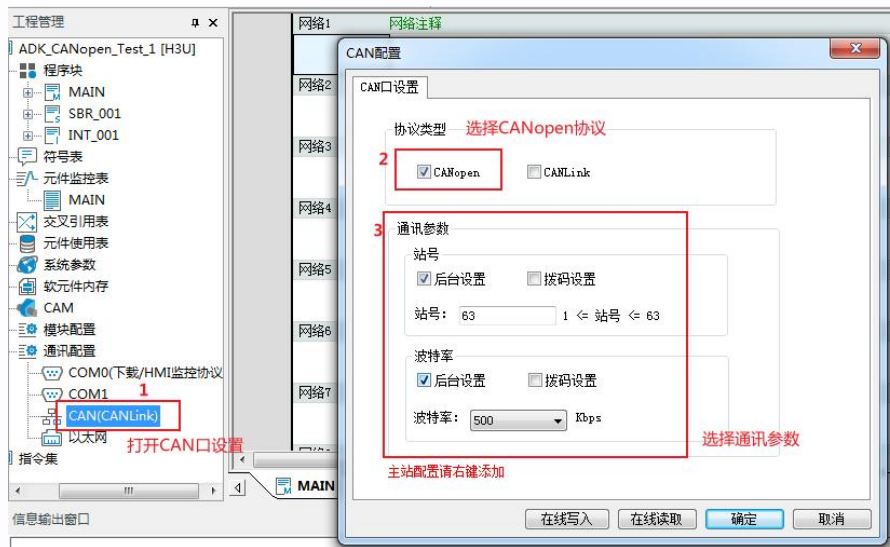 工程管理
ADK_CANopen_Test_1 [H3U]
程序块
MAIN
SBR_001
INT_001
符号表
元件监控表
MAIN
交叉引用表
元件使用表
系统参数
软元件内存
CAM
模块配置
通讯配置
COM0(下载/HMI监控协议
COM1
1
CAN(CANLink)
以太网
打开CAN口设置
指令集
信息输出窗口
网络1 网络注释
网络2
网络3
网络4
网络5
网络6
网络7
MAIN
CAN配置
CAN口设置
协议类型 选择CANopen协议
2
CANopen CANLink
3
通讯参数
站号
后台设置 拨码设置
站号: 63 1 <= 站号 <= 63
波特率
后台设置 拨码设置
波特率: 500 Kbps
选择通讯参数
主站配置请右键添加
在线写入 在线读取 确定 取消